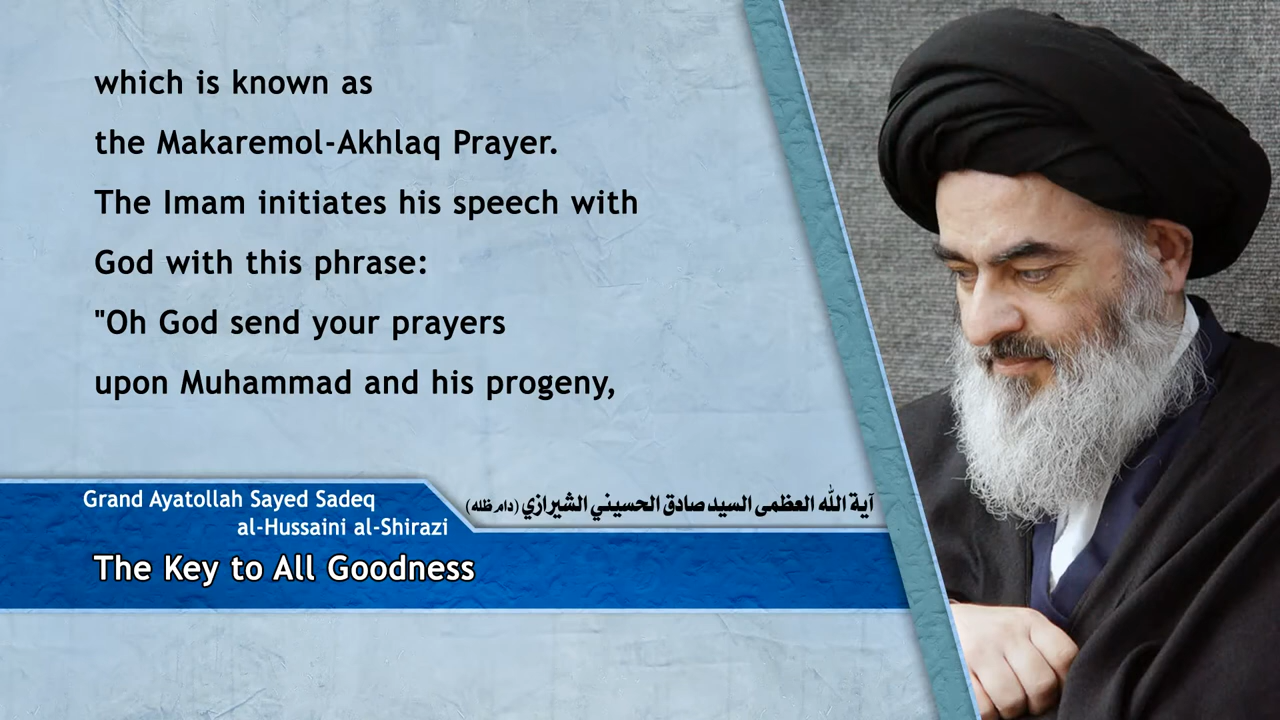 which is known as
the Makaremol-Akhlaq Prayer.
The Imam initiates his speech with
God with this phrase:
"Oh God send your prayers
upon Muhammad and his progeny,
Grand Ayatollah Sayed Sadeq
al-Hussaini al-Shirazi
آية الله العظمى السيد صادق الحسيني الشيرازي (دام ظله)
The Key to All Goodness